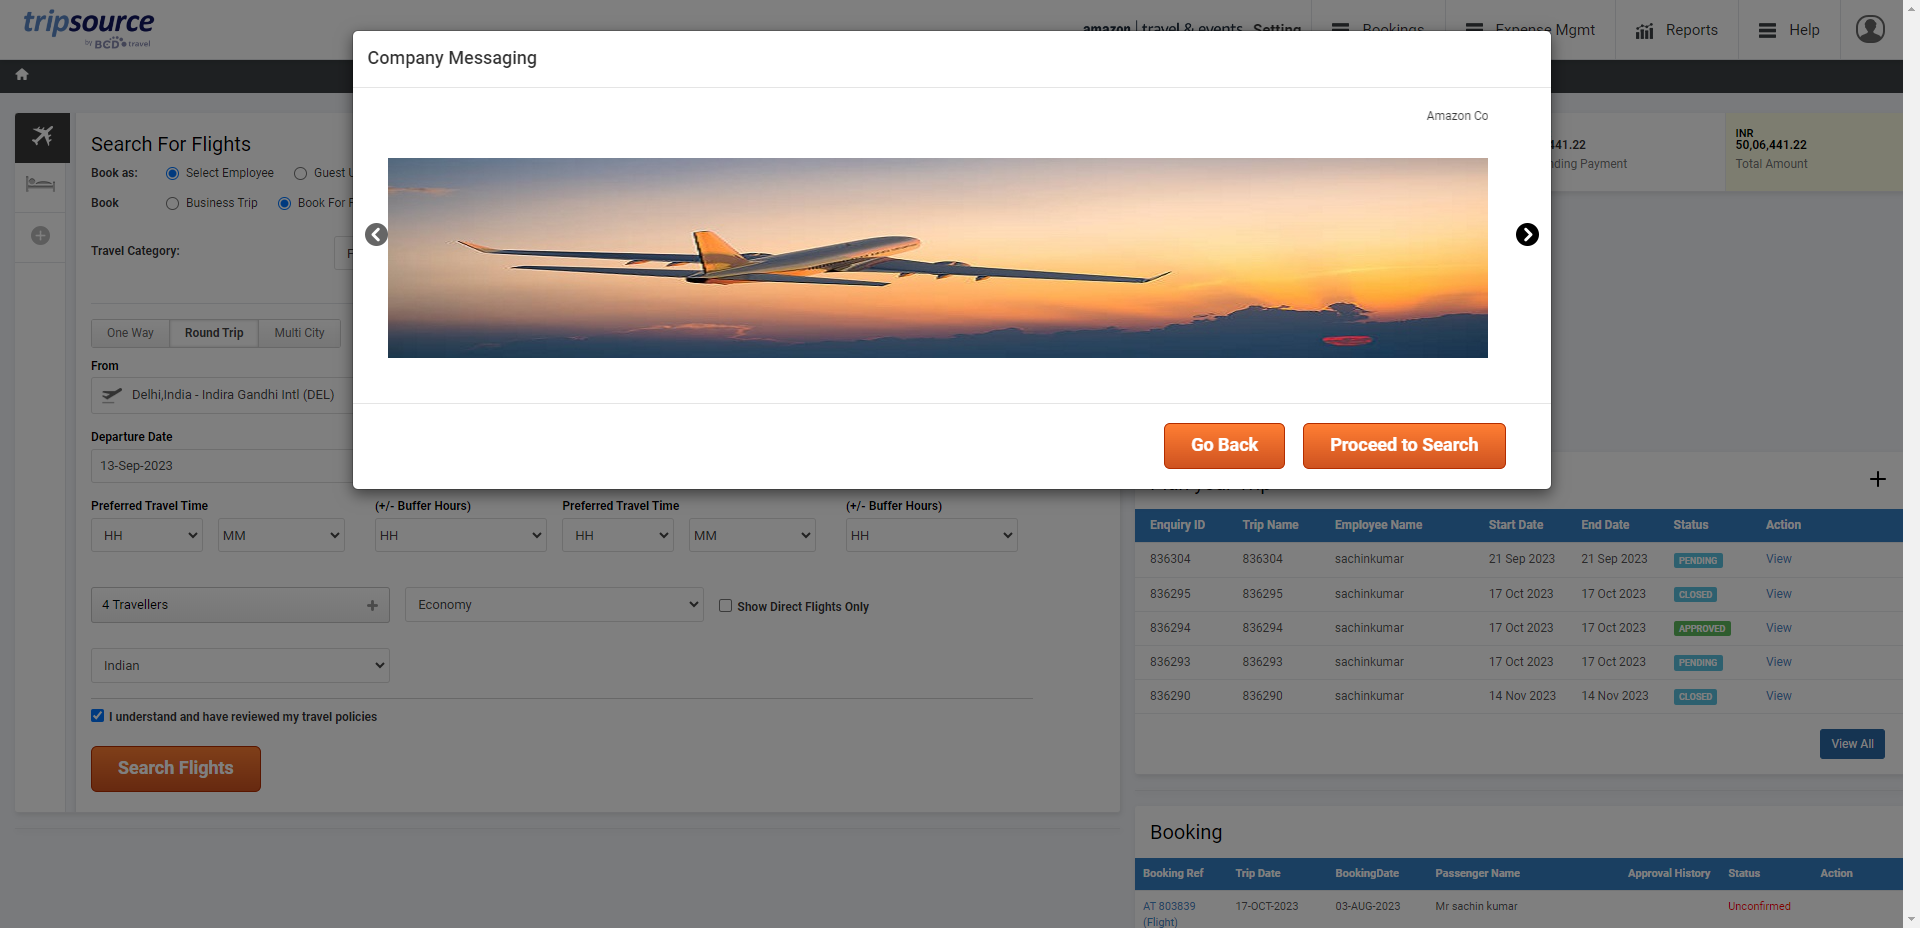 tripsource
by BCD travel
amazon travel & events Setting
Bookings
Expense Mgmt
Reports
Help
Company Messaging
Amazon Co
Go Back
Proceed to Search
Search For Flights
Book as:
Select Employee
Guest
Book
Business Trip
Book For
Travel Category:
One Way
Round Trip
Multi City
From
Delhi,India - Indira Gandhi Intl (DEL)
Departure Date
13-Sep-2023
Preferred Travel Time
(+/- Buffer Hours)
Preferred Travel Time
(+/- Buffer Hours)
HH
MM
HH
HH
MM
HH
4 Travellers
Economy
Show Direct Flights Only
Indian
I understand and have reviewed my travel policies
Search Flights
441.22
nding Payment
INR
50,06,441.22
Total Amount
Enquiry ID Trip Name Employee Name Start Date End Date Status Action
836304 836304 sachinkumar 21 Sep 2023 21 Sep 2023 PENDING View
836295 836295 sachinkumar 17 Oct 2023 17 Oct 2023 CLOSED View
836294 836294 sachinkumar 17 Oct 2023 17 Oct 2023 APPROVED View
836293 836293 sachinkumar 17 Oct 2023 17 Oct 2023 PENDING View
836290 836290 sachinkumar 14 Nov 2023 14 Nov 2023 CLOSED View
View All
Booking
Booking Ref Trip Date BookingDate Passenger Name Approval History Status Action
AT 803839 17-OCT-2023 03-AUG-2023 Mr sachin kumar Unconfirmed
(Flight)